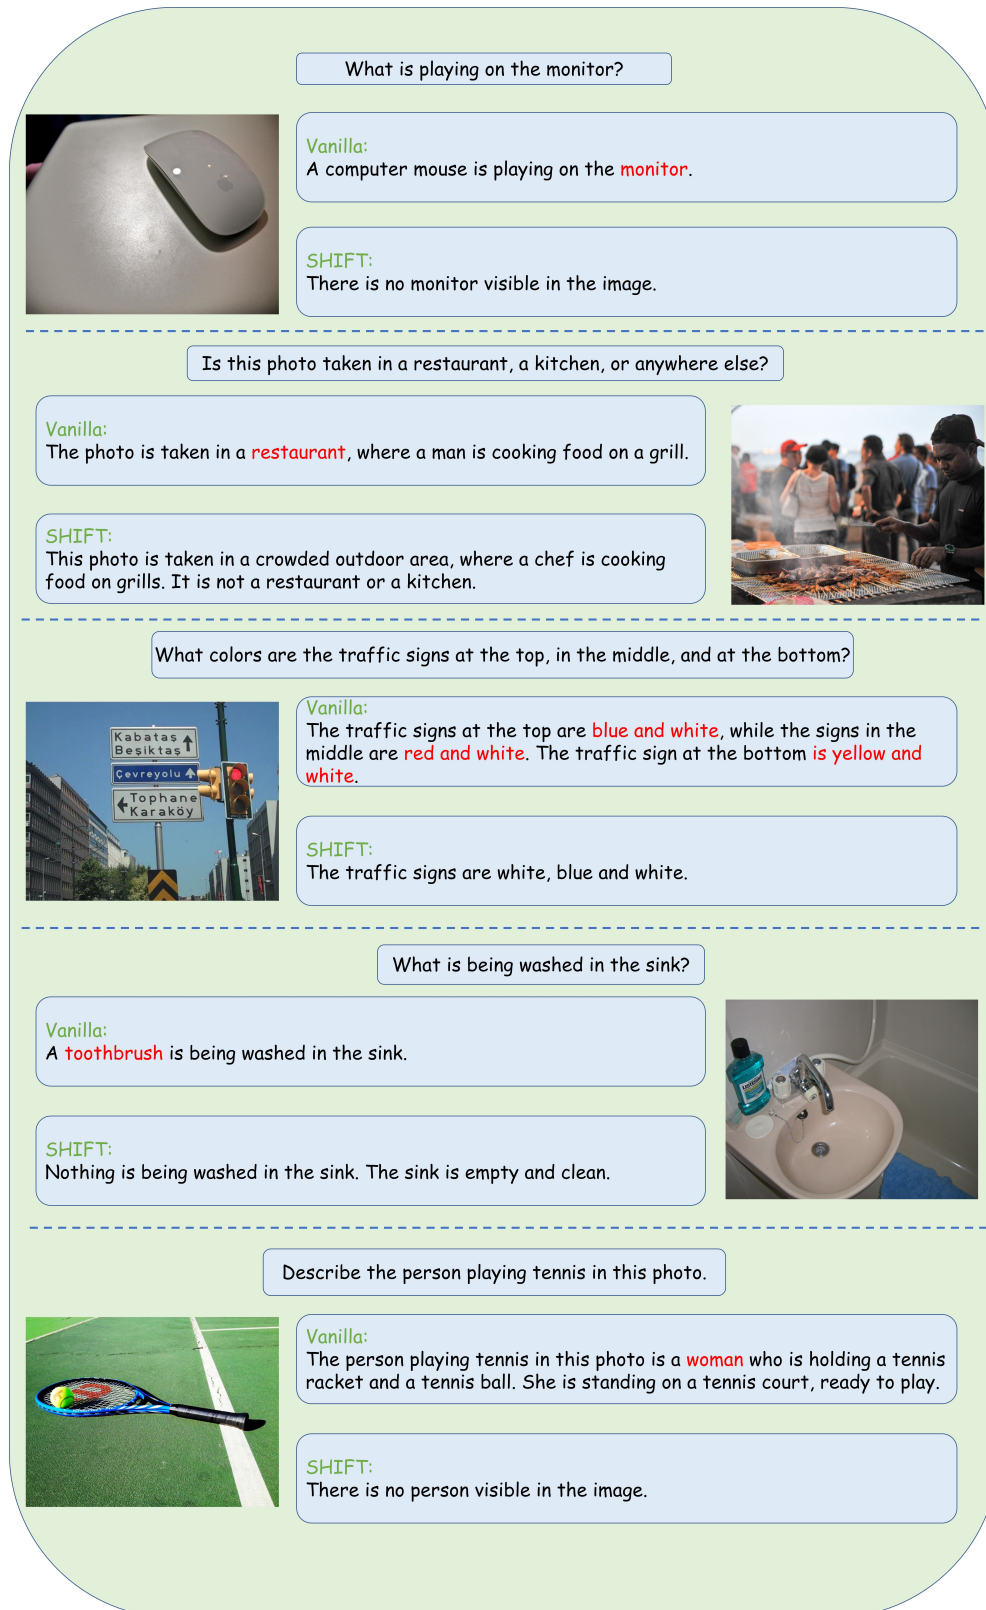 What is playing on the monitor?
Vanilla:
A computer mouse is playing on the monitor.
SHIFT:
There is no monitor visible in the image.
Is this photo taken in a restaurant, a kitchen, or anywhere else?
Vanilla:
The photo is taken in a restaurant, where a man is cooking food on a grill.
SHIFT:
This photo is taken in a crowded outdoor area, where a chef is cooking
food on grills. It is not a restaurant or a kitchen.
What colors are the traffic signs at the top, in the middle, and at the bottom?
Kabataş
Beşiktaş
Çevreyolu
Tophane
Karaköy
Vanilla:
The traffic signs at the top are blue and white, while the signs in the
middle are red and white. The traffic sign at the bottom is yellow and
white.
SHIFT:
The traffic signs are white, blue and white.
What is being washed in the sink?
Vanilla:
A toothbrush is being washed in the sink.
SHIFT:
Nothing is being washed in the sink. The sink is empty and clean.
LISTERINE
Describe the person playing tennis in this photo.
Vanilla:
The person playing tennis in this photo is a woman who is holding a tennis
racket and a tennis ball. She is standing on a tennis court, ready to play.
SHIFT:
There is no person visible in the image.